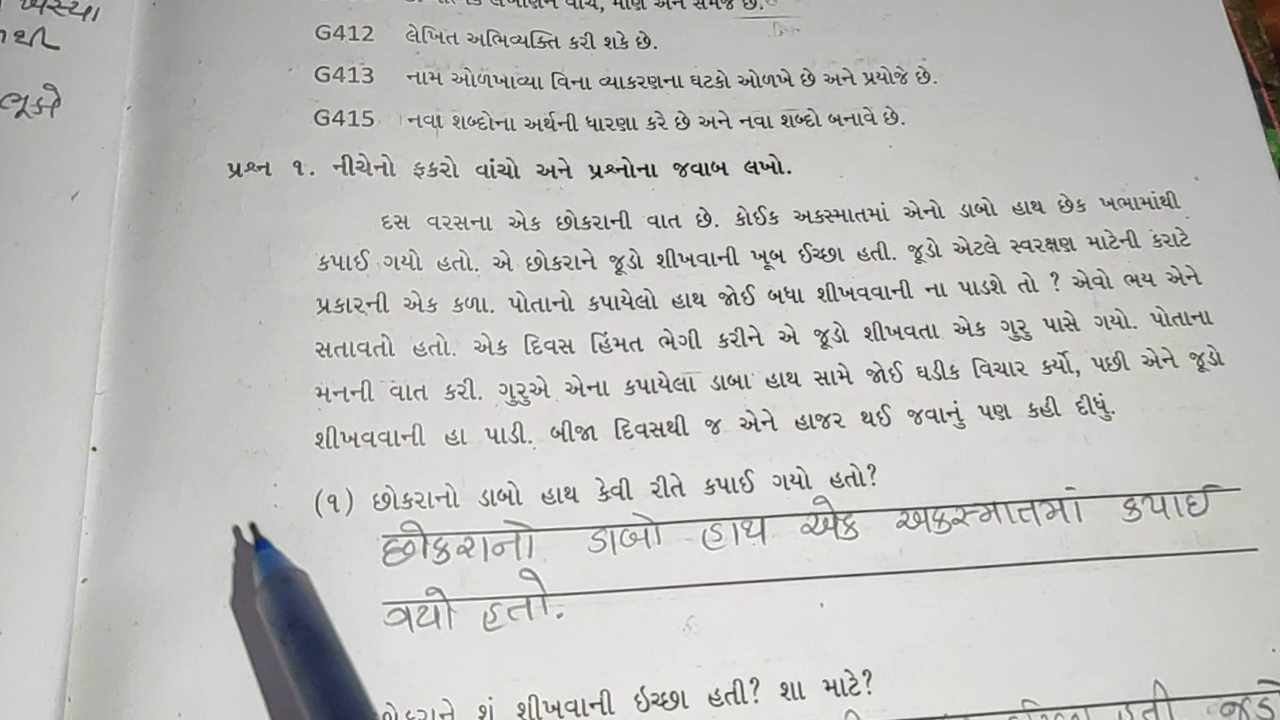 વાંચે, માણે અને સમજે છે.
G412 લેખિત અભિવ્યક્તિ કરી શકે છે.
G413 નામ ઓળખાવ્યા વિના વ્યાકરણના ઘટકો ઓળખે છે અને પ્રયોજે છે.
G415 નવા શબ્દોના અર્થની ધારણા કરે છે અને નવા શબ્દો બનાવે છે.
પ્રશ્ન ૧. નીચેનો ફકરો વાંચો અને પ્રશ્નોના જવાબ લખો.
દસ વરસના એક છોકરાની વાત છે. કોઈક અકસ્માતમાં એનો ડાબો હાથ છેક ખભામાંથી
કપાઈ ગયો હતો. એ છોકરાને જૂડો શીખવાની ખૂબ ઈચ્છા હતી. જૂડો એટલે સ્વરક્ષણ માટેની કરાટે
પ્રકારની એક કળા. પોતાનો કપાયેલો હાથ જોઈ બધા શીખવવાની ના પાડશે તો ? એવો ભય એને
સતાવતો હતો. એક દિવસ હિંમત ભેગી કરીને એ જૂડો શીખવતા એક ગુરુ પાસે ગયો. પોતાના
મનની વાત કરી. ગુરુએ એના કપાયેલા ડાબા હાથ સામે જોઈ ઘડીક વિચાર કર્યો, પછી એને જૂડો
શીખવવાની હા પાડી. બીજા દિવસથી જ એને હાજર થઈ જવાનું પણ કહી દીધું.
(૧) છોકરાનો ડાબો હાથ કેવી રીતે કપાઈ ગયો હતો?
છોકરાનો ડાબો હાથ એક અકસ્માતમાં કપાઈ
ગયો હતો.
શું શીખવાની ઈચ્છા હતી? શા માટે?